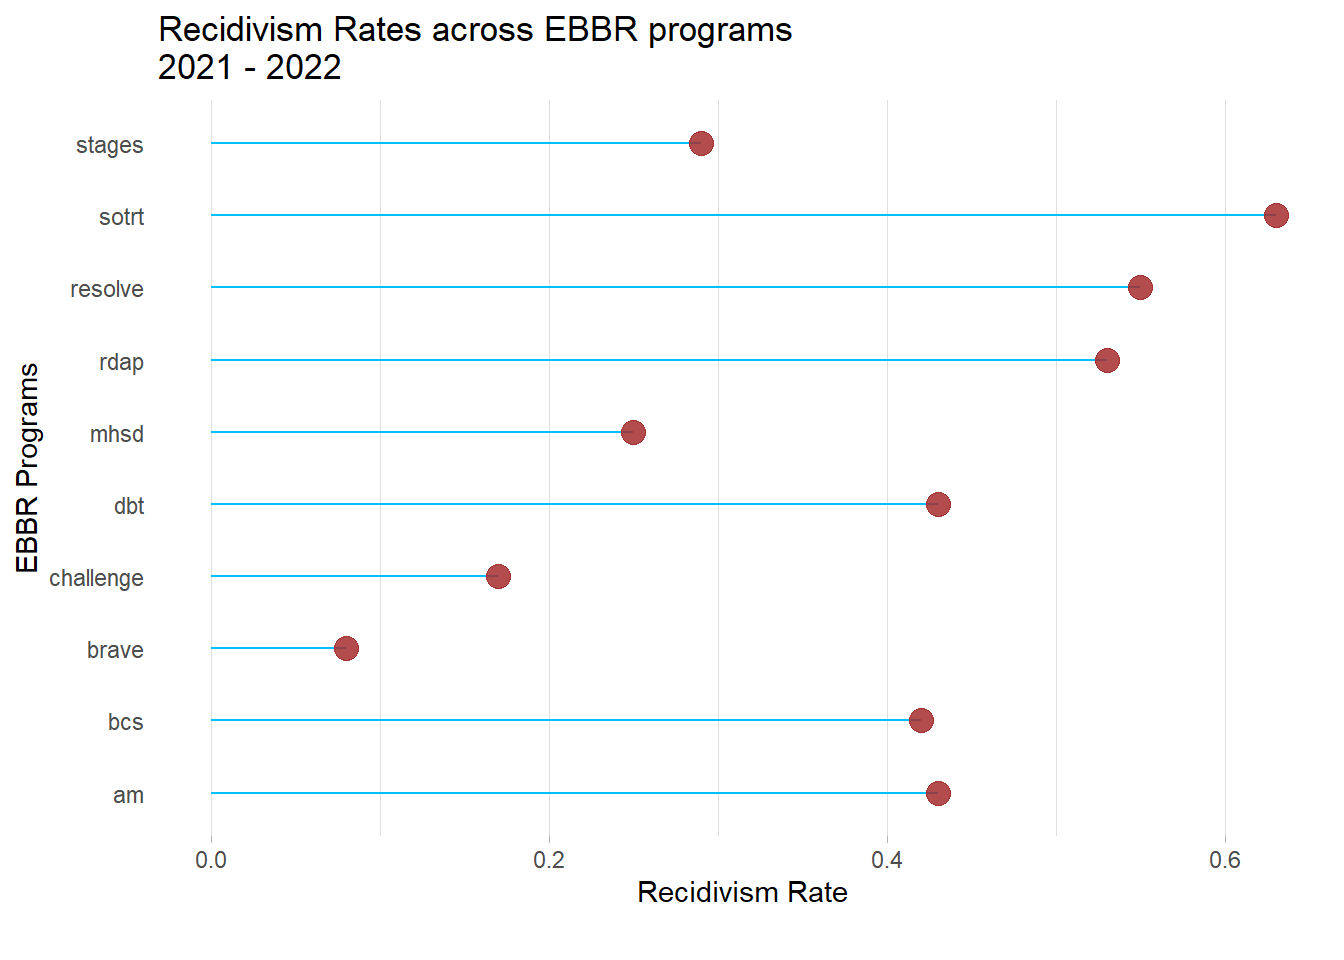 Recidivism Rates across EBBR programs
2021 - 2022
EBBR Programs
stages
sotrt
resolve
rdap
mhsd
dbt
challenge
brave
bcs
am
0.0 0.2 0.4 0.6
Recidivism Rate